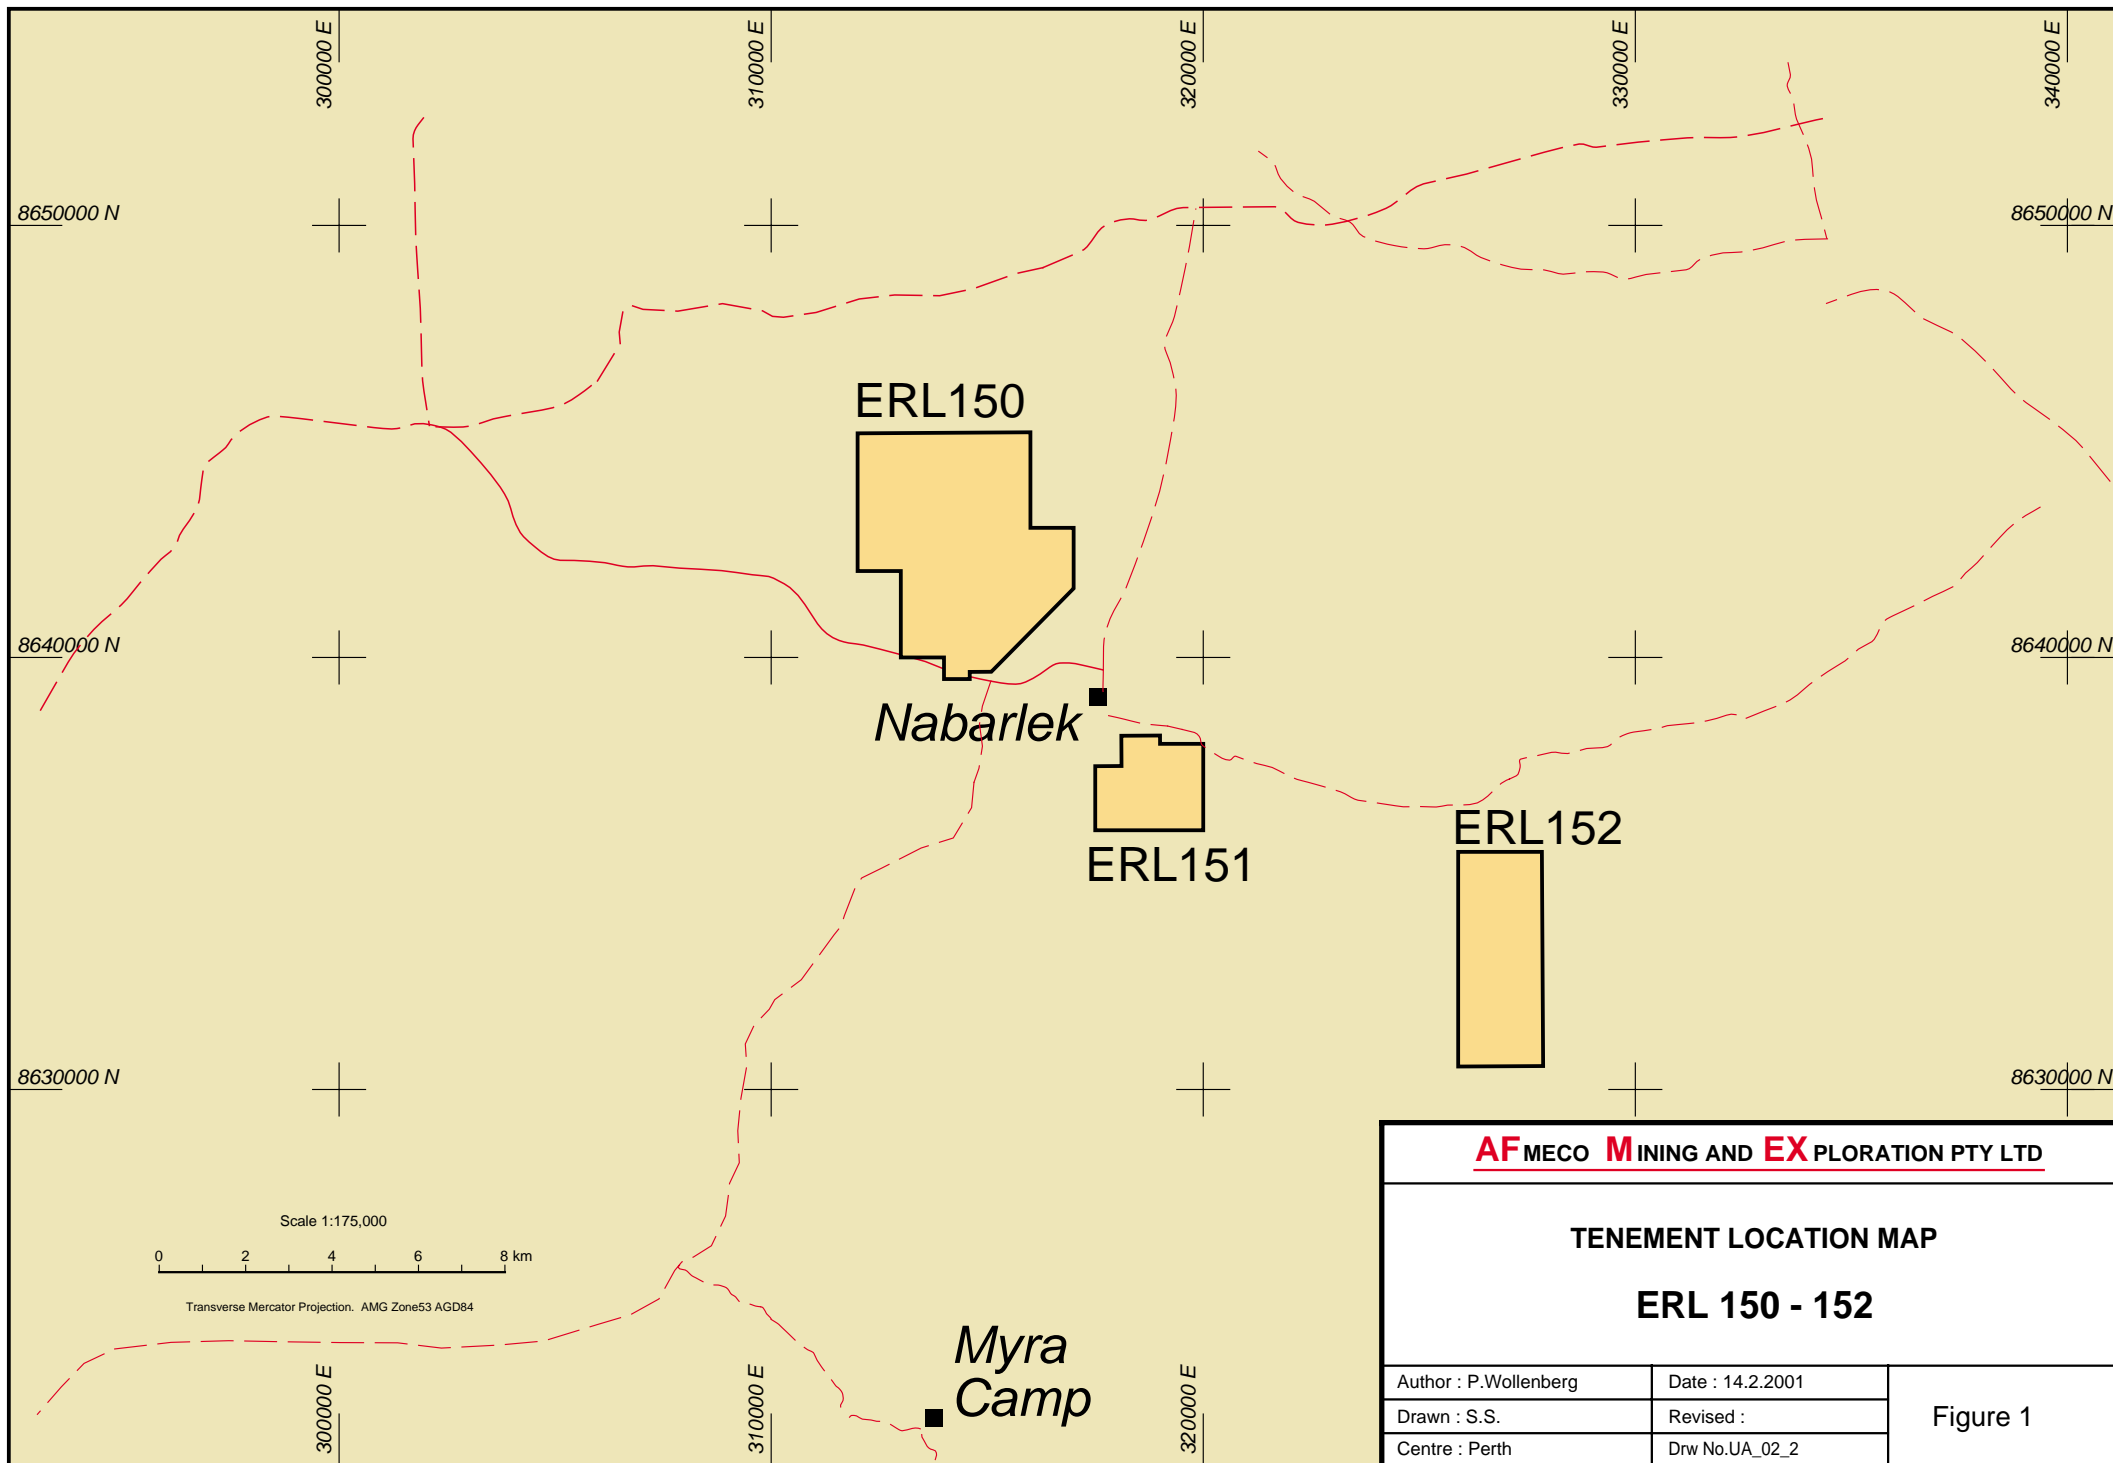 300000 E
310000 E
320000 E
330000 E
340000 E
8650000 N
8650000 N
ERL150
8640000 N
8640000 N
Nabarlek
ERL152
ERL151
8630000 N
8630000 N
AFMECO MINING AND EXPLORATION PTY LTD
Scale 1:175,000
TENEMENT LOCATION MAP
0 2 4 6 8 km
ERL 150 - 152
Transverse Mercator Projection. AMG Zone53 AGD84
Myra
Camp
300000 E
310000 E
320000 E
Author : P.Wollenberg
Date : 14.2.2001
Drawn : S.S.
Revised :
Figure 1
Centre : Perth
Drw No.UA_02_2